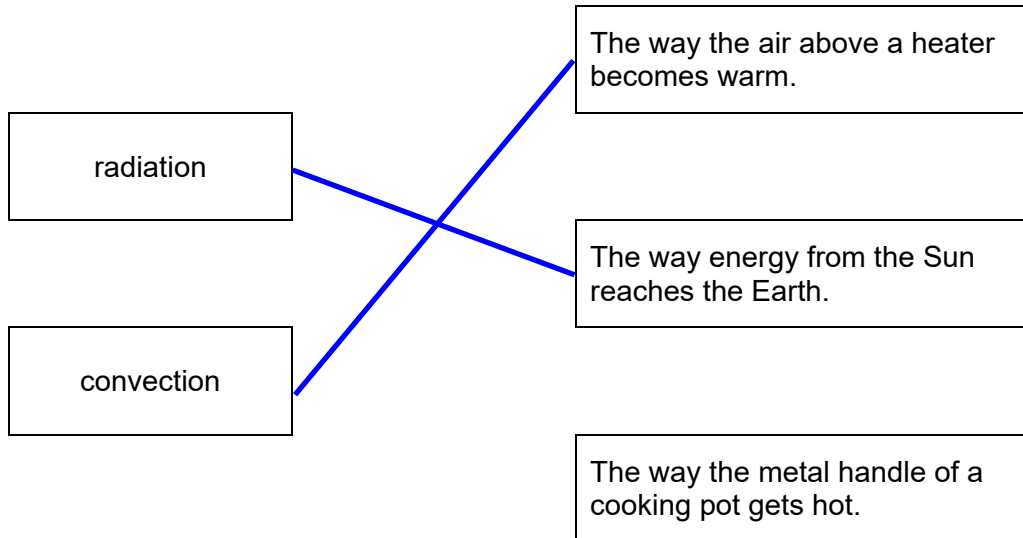 The way the air above a heater
becomes warm.
radiation
The way energy from the Sun
reaches the Earth.
convection
The way the metal handle of a
cooking pot gets hot.